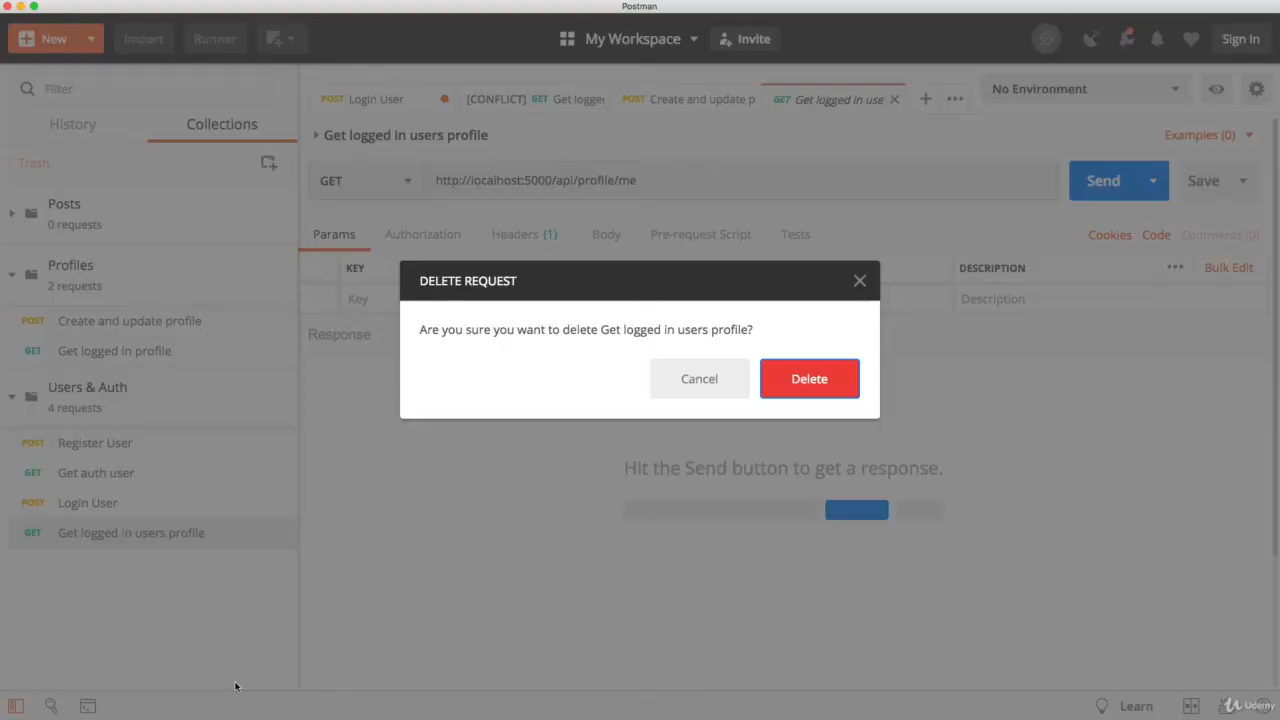 Postman
New
Import
Runner
My Workspace
Invite
Sign In
Filter
History
Collections
Trash
Posts
0 requests
Profiles
2 requests
POST Create and update profile
GET Get logged in profile
Users & Auth
4 requests
POST Register User
GET Get auth user
POST Login User
GET Get logged in users profile
POST Login User
[CONFLICT] GET Get logge
POST Create and update p
GET Get logged in use
No Environment
Get logged in users profile
Examples (0)
GET
http://localhost:5000/api/profile/me
Send
Save
Params
Authorization
Headers (1)
Body
Pre-request Script
Tests
Cookies
Code
Comments (0)
KEY
DESCRIPTION
Bulk Edit
Key
Description
Response
DELETE REQUEST
Are you sure you want to delete Get logged in users profile?
Cancel
Delete
Hit the Send button to get a response.
Learn
Udemy